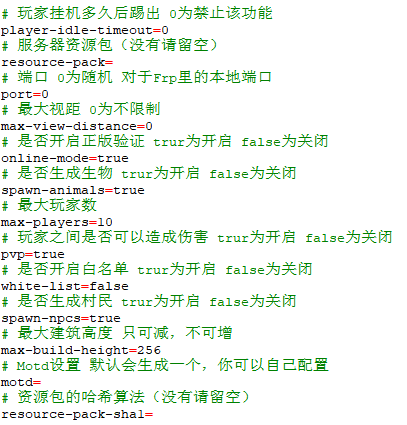 # 玩家挂机多久后踢出 0为禁止该功能
player-idle-timeout=0
# 服务器资源包（没有请留空）
resource-pack=
# 端口 0为随机 对于Frp里的本地端口
port=0
# 最大视距 0为不限制
max-view-distance=0
# 是否开启正版验证 trur为开启 false为关闭
online-mode=true
# 是否生成生物 trur为开启 false为关闭
spawn-animals=true
# 最大玩家数
max-players=10
# 玩家之间是否可以造成伤害 trur为开启 false为关闭
pvp=true
# 是否开启白名单 trur为开启 false为关闭
white-list=false
# 是否生成村民 trur为开启 false为关闭
spawn-npcs=true
# 最大建筑高度 只可减，不可增
max-build-height=256
# Motd设置 默认会生成一个，你可以自己配置
motd=
# 资源包的哈希算法（没有请留空）
resource-pack-sha1=